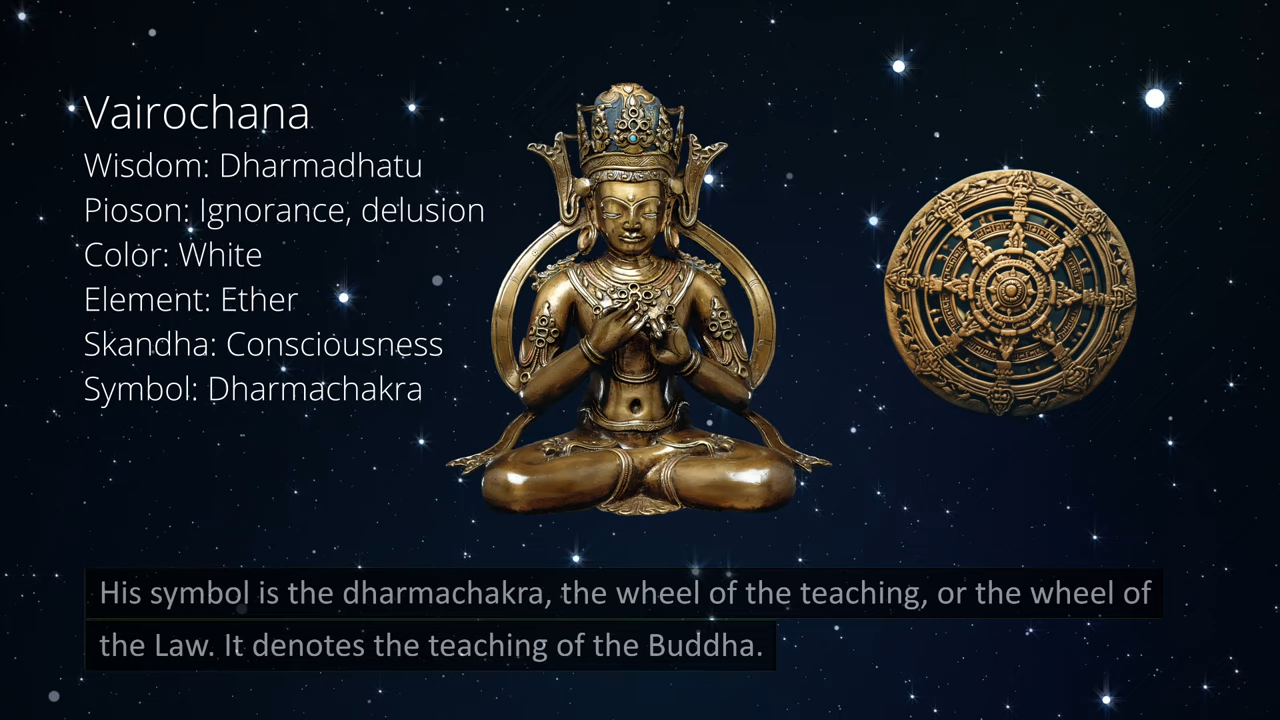 Vairochana
Wisdom: Dharmadhatu
Pioson: Ignorance, delusion
Color: White
Element: Ether
Skandha: Consciousness
Symbol: Dharmachakra
His symbol is the dharmachakra, the wheel of the teaching, or the wheel of
the Law. It denotes the teaching of the Buddha.